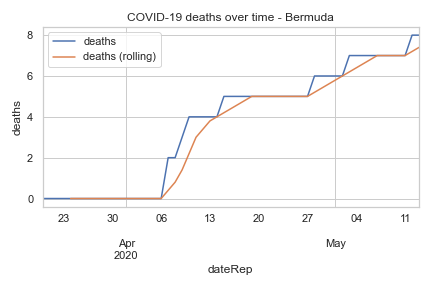 COVID-19 deaths over time - Bermuda
deaths
deaths (rolling)
8
6
4
2
0
deaths
23 30 06 13 20 27 04 11
Apr May
2020
dateRep